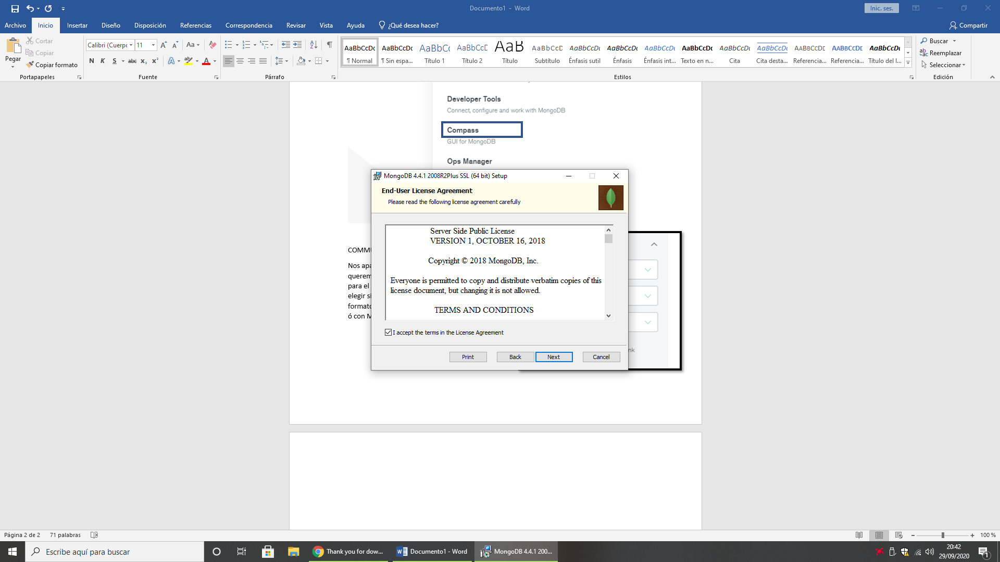 Documento1 - Word
Inic. ses.
Archivo Inicio Insertar Diseño Disposición Referencias Correspondencia Revisar Vista Ayuda ¿Qué desea hacer? Compartir
Pegar
Cortar
Copiar
Copiar formato
Portapapeles
Calibri (Cuerpo 11
Aa
N K S abc x₂ x²
Fuente
Párrafo
AaBbCcDc AaBbCcDc AaBbCc AaBbCcD AaB AaBbCcD AaBbCcDc AaBbCcDc AaBbCcDc AaBbCcDc AaBbCcDc AaBbCcDc AABBCCDE AABBCCDE AaBbCcDc
¶ Normal ¶ Sin espa... Título 1 Título 2 Título Subtítulo Énfasis sutil Énfasis Énfasis int... Texto en n... Cita Cita desta... Referencia... Referencia... Título del l...
Estilos
Buscar
Reemplazar
Seleccionar
Edición
Developer Tools
Connect, configure and work with MongoDB
Compass
GUI for MongoDB
Ops Manager
MongoDB 4.4.1 2008R2Plus SSL (64 bit) Setup
End-User License Agreement
Please read the following license agreement carefully
Server Side Public License
VERSION 1, OCTOBER 16, 2018
Copyright © 2018 MongoDB, Inc.
Everyone is permitted to copy and distribute verbatim copies of this
license document, but changing it is not allowed.
TERMS AND CONDITIONS
I accept the terms in the License Agreement
Print Back Next Cancel
COMMU
Nos apa
querem
para el
elegir si
formato
ó con M
nk
Página 2 de 2 71 palabras
100 %
Escribe aquí para buscar
Thank you for dow...
Documento1 - Word
MongoDB 4.4.1 200...
20:42
29/09/2020
1